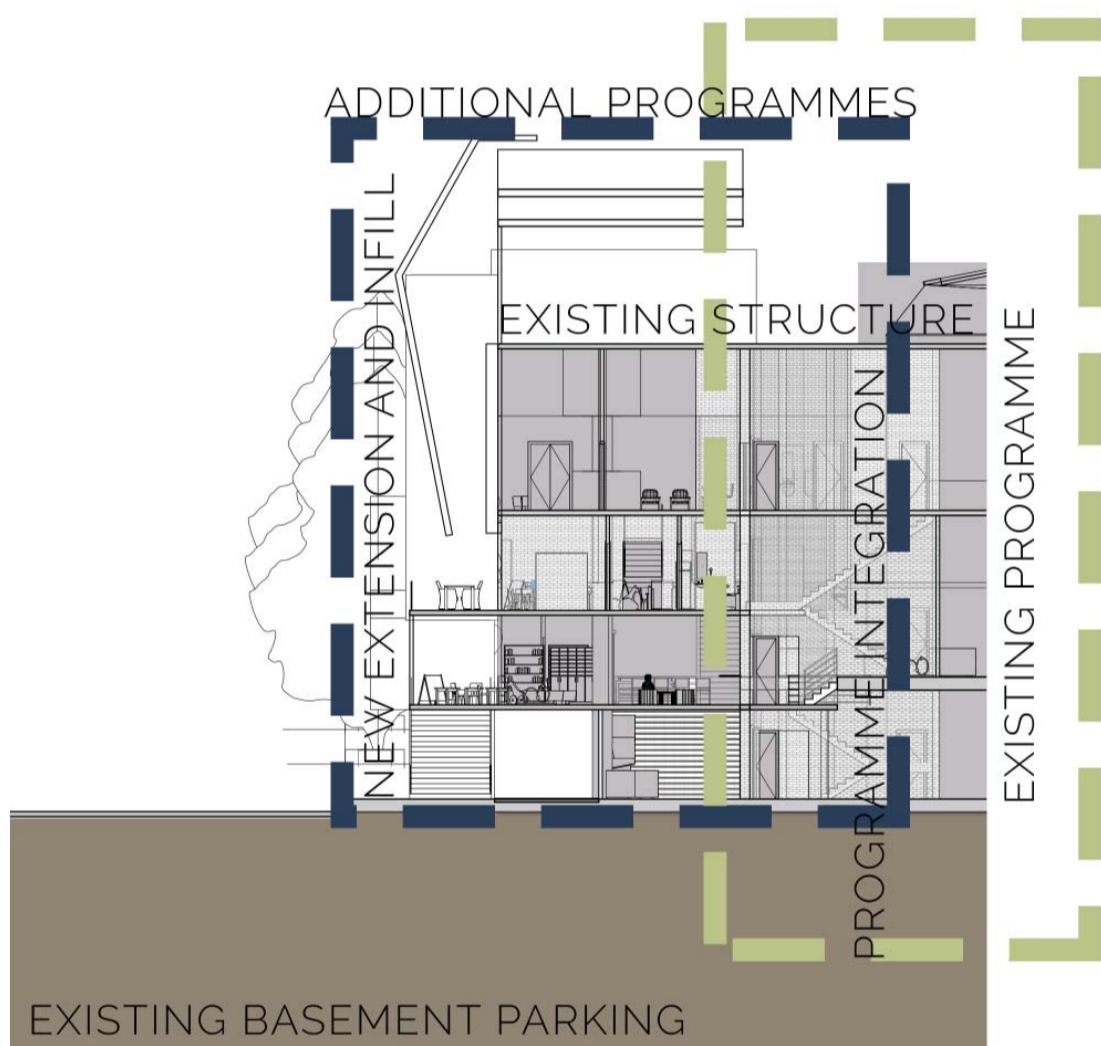 ADDITIONAL PROGRAMMES
NEW EXTENSION AND INFILL
EXISTING STRUCTURE
PROGRAMME INTEGRATION
EXISTING PROGRAMME
EXISTING BASEMENT PARKING